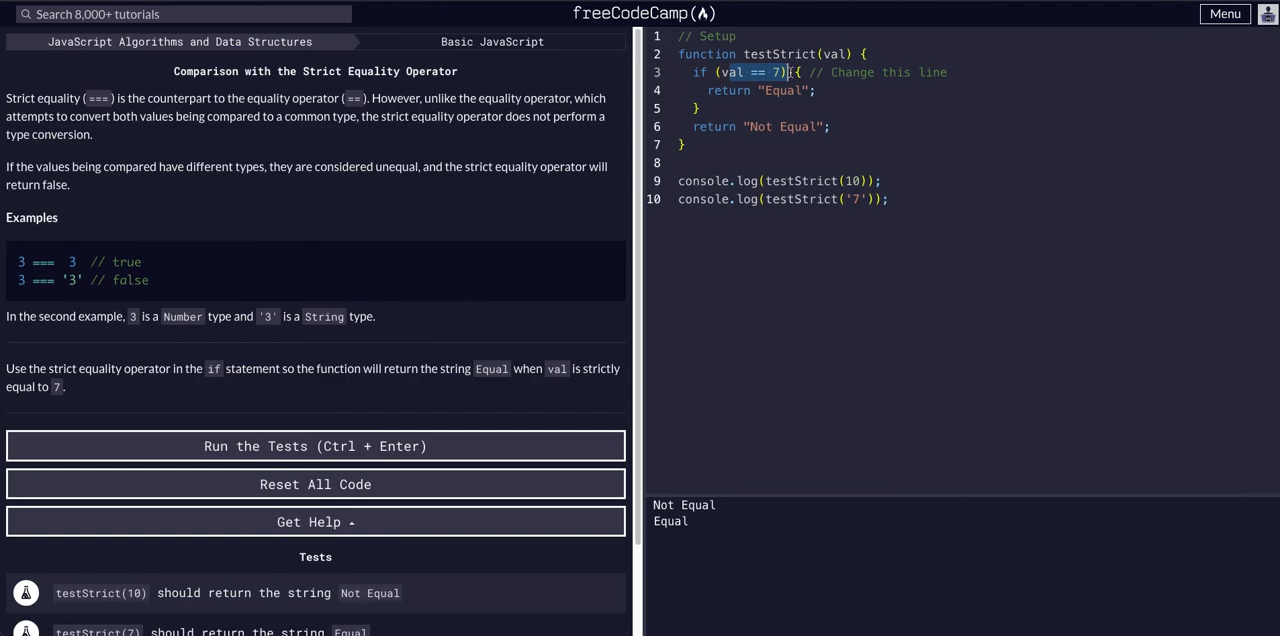 Search 8,000+ tutorials
freeCodeCamp
Menu
JavaScript Algorithms and Data Structures
Basic JavaScript
Comparison with the Strict Equality Operator
Strict equality (===) is the counterpart to the equality operator (==). However, unlike the equality operator, which
attempts to convert both values being compared to a common type, the strict equality operator does not perform a
type conversion.
If the values being compared have different types, they are considered unequal, and the strict equality operator will
return false.
Examples
3 === 3 // true
3 === '3' // false
In the second example, 3 is a Number type and '3' is a String type.
Use the strict equality operator in the if statement so the function will return the string Equal when val is strictly
equal to 7.
Run the Tests (Ctrl + Enter)
Reset All Code
Get Help
Tests
testStrict(10) should return the string Not Equal
testStrict(7) should return the string Equal
1 // Setup
2 function testStrict(val) {
3 if (val == 7) { // Change this line
4 return "Equal";
5 }
6 return "Not Equal";
7 }
8
9 console.log(testStrict(10));
10 console.log(testStrict('7'));
Not Equal
Equal